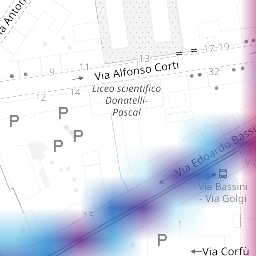 13
17-19
9
11
Via Alfonso Corti
32
12
14
Liceo scientifico
Donatelli-
Pascal
P
P
P
P
Via Edoardo Bassi
Via Bassini
- Via Golgi
15
P
←Via Corfù